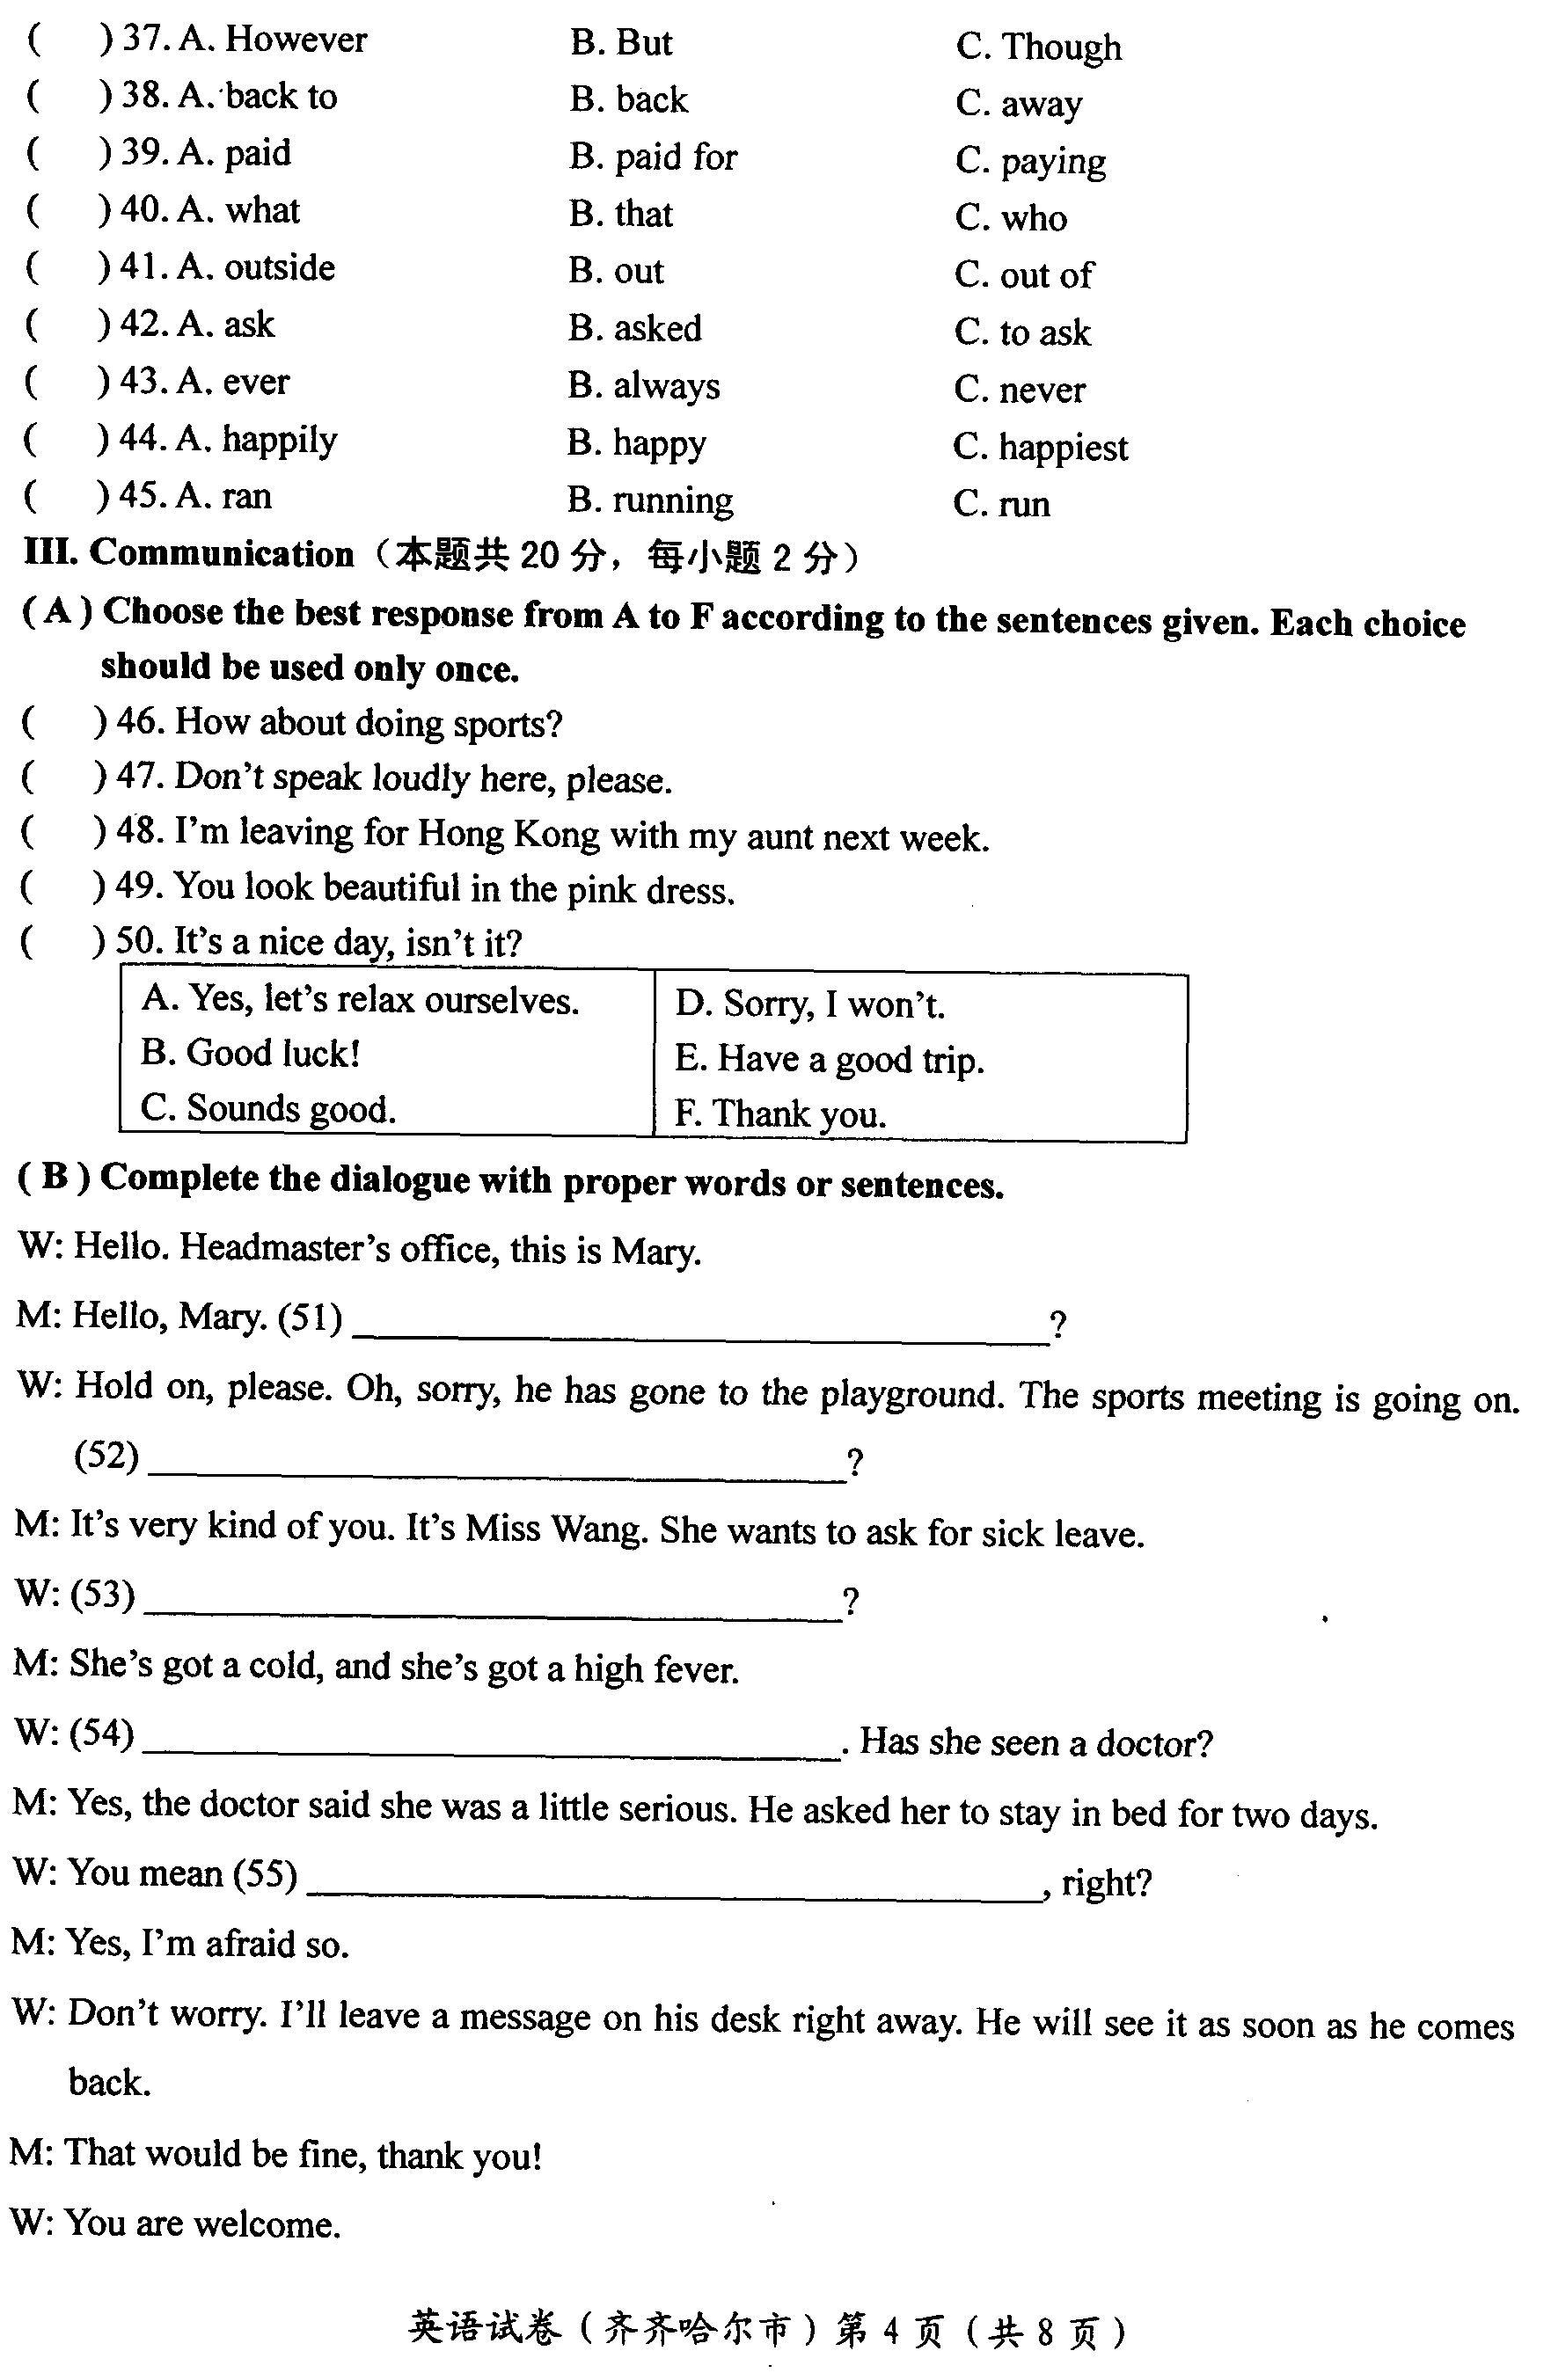 ( ) 37. A. However B. But C. Though
( ) 38. A. back to B. back C. away
( ) 39. A. paid B. paid for C. paying
( ) 40. A. what B. that C. who
( ) 41. A. outside B. out C. out of
( ) 42. A. ask B. asked C. to ask
( ) 43. A. ever B. always C. never
( ) 44. A. happily B. happy C. happiest
( ) 45. A. ran B. running C. run
III. Communication（本题共 20 分，每小题 2 分）
( A ) Choose the best response from A to F according to the sentences given. Each choice
should be used only once.
( ) 46. How about doing sports?
( ) 47. Don't speak loudly here, please.
( ) 48. I'm leaving for Hong Kong with my aunt next week.
( ) 49. You look beautiful in the pink dress.
( ) 50. It's a nice day, isn't it?
A. Yes, let's relax ourselves. D. Sorry, I won't.
B. Good luck! E. Have a good trip.
C. Sounds good. F. Thank you.
( B ) Complete the dialogue with proper words or sentences.
W: Hello. Headmaster's office, this is Mary.
M: Hello, Mary. (51) ______?
W: Hold on, please. Oh, sorry, he has gone to the playground. The sports meeting is going on.
(52) ______?
M: It's very kind of you. It's Miss Wang. She wants to ask for sick leave.
W: (53) ______?
M: She's got a cold, and she's got a high fever.
W: (54) ______. Has she seen a doctor?
M: Yes, the doctor said she was a little serious. He asked her to stay in bed for two days.
W: You mean (55) ______, right?
M: Yes, I'm afraid so.
W: Don't worry. I'll leave a message on his desk right away. He will see it as soon as he comes
back.
M: That would be fine, thank you!
W: You are welcome.
英语试卷（齐齐哈尔市）第 4 页（共 8 页）